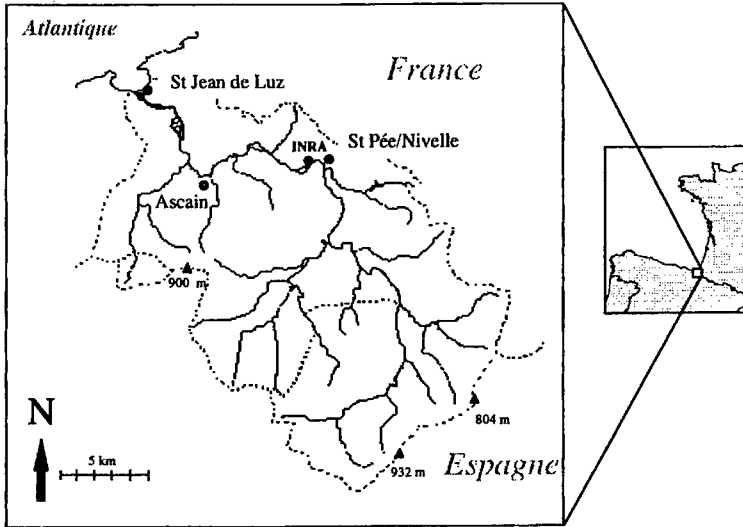 Atlantique
France
St Jean de Luz
INRA
St Pée/Nivelle
Ascain
900 m
N
804 m
5 km
932 m
Espagne